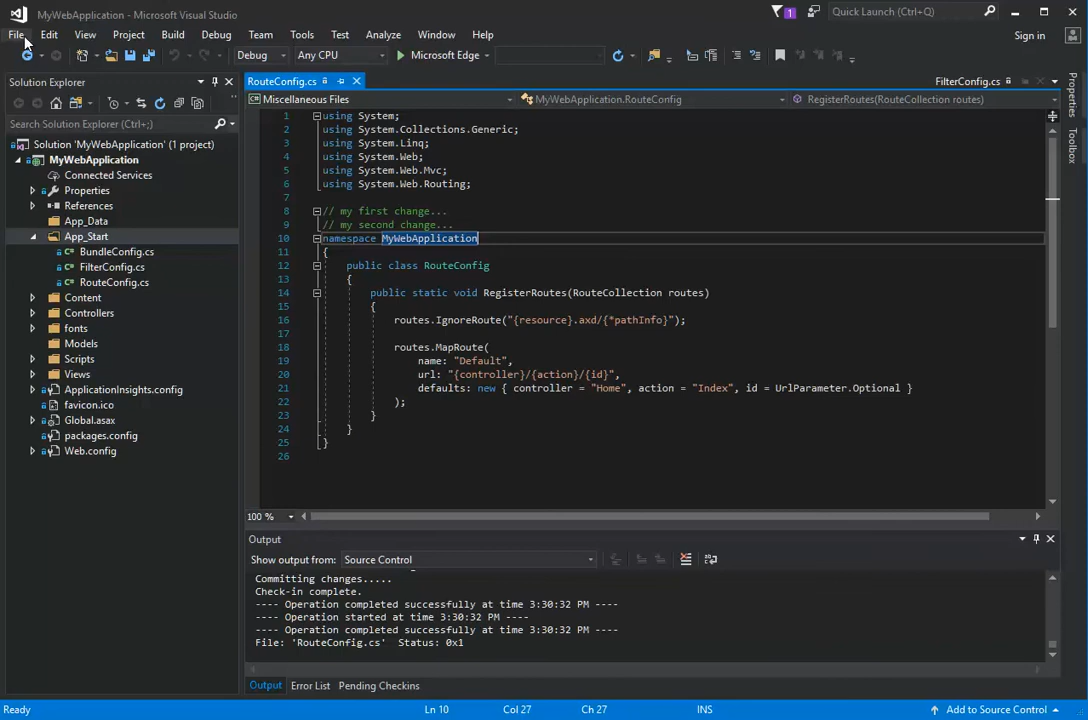 MyWebApplication - Microsoft Visual Studio
1
Quick Launch (Ctrl+Q)
File Edit View Project Build Debug Team Tools Test Analyze Window Help
Sign in
Debug Any CPU Microsoft Edge
Solution Explorer
Search Solution Explorer (Ctrl+;)
Solution 'MyWebApplication' (1 project)
MyWebApplication
Connected Services
Properties
References
App_Data
App_Start
BundleConfig.cs
FilterConfig.cs
RouteConfig.cs
Content
Controllers
fonts
Models
Scripts
Views
ApplicationInsights.config
favicon.ico
Global.asax
packages.config
Web.config
RouteConfig.cs
FilterConfig.cs
Miscellaneous Files MyWebApplication.RouteConfig RegisterRoutes(RouteCollection routes)
1 using System;
2 using System.Collections.Generic;
3 using System.Linq;
4 using System.Web;
5 using System.Web.Mvc;
6 using System.Web.Routing;
7
8 // my first change...
9 // my second change...
10 namespace MyWebApplication
11 {
12 public class RouteConfig
13 {
14 public static void RegisterRoutes(RouteCollection routes)
15 {
16 routes.IgnoreRoute("{resource}.axd/{*pathInfo}");
17
18 routes.MapRoute(
19 name: "Default",
20 url: "{controller}/{action}/{id}",
21 defaults: new { controller = "Home", action = "Index", id = UrlParameter.Optional }
22 );
23 }
24 }
25 }
26
100 %
Properties
Toolbox
Output
Show output from: Source Control
Committing changes.....
Check-in complete.
---- Operation completed successfully at time 3:30:32 PM ----
---- Operation started at time 3:30:32 PM ----
---- Operation completed successfully at time 3:30:32 PM ----
File: 'RouteConfig.cs' Status: 0x1
Output Error List Pending Checkins
Ready Ln 10 Col 27 Ch 27 INS Add to Source Control